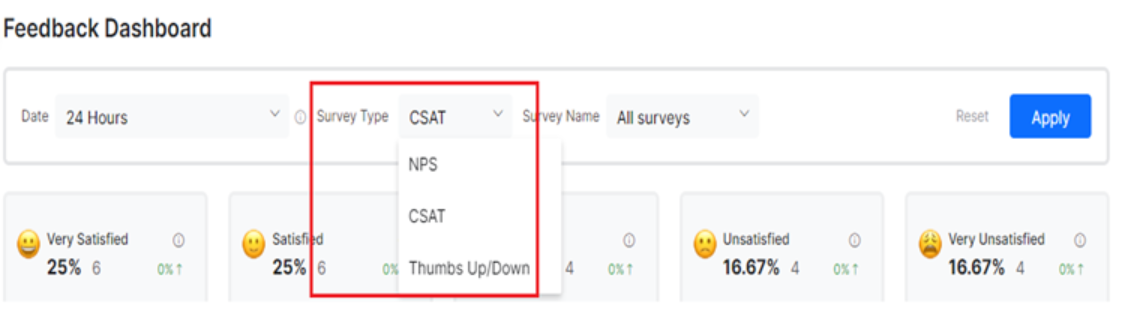 Feedback Dashboard
Date 24 Hours Survey Type CSAT Survey Name All surveys Reset Apply
NPS
CSAT
Thumbs Up/Down
Very Satisfied
25% 6 0% ↑
Satisfied
25% 6 0%
4 0% ↑
Unsatisfied
16.67% 4 0% ↑
Very Unsatisfied
16.67% 4 0% ↑